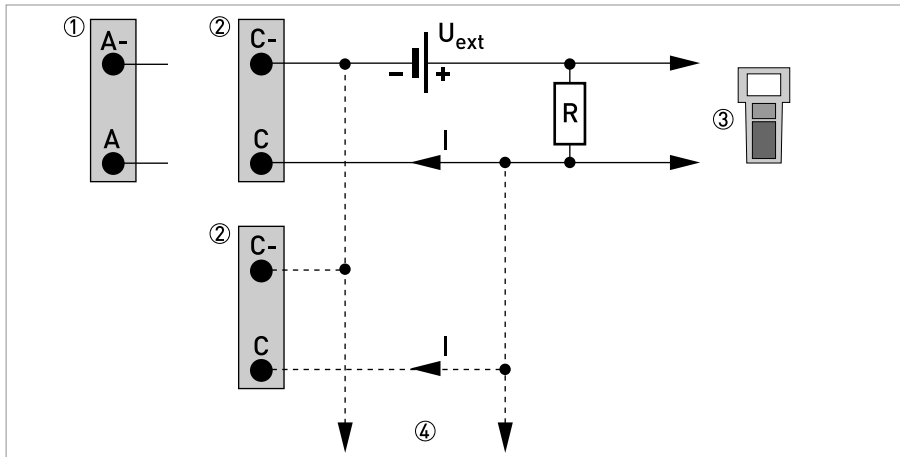 ① A-
A
② C-
C
U ext
- +
R
I
③
② C-
C
I
④